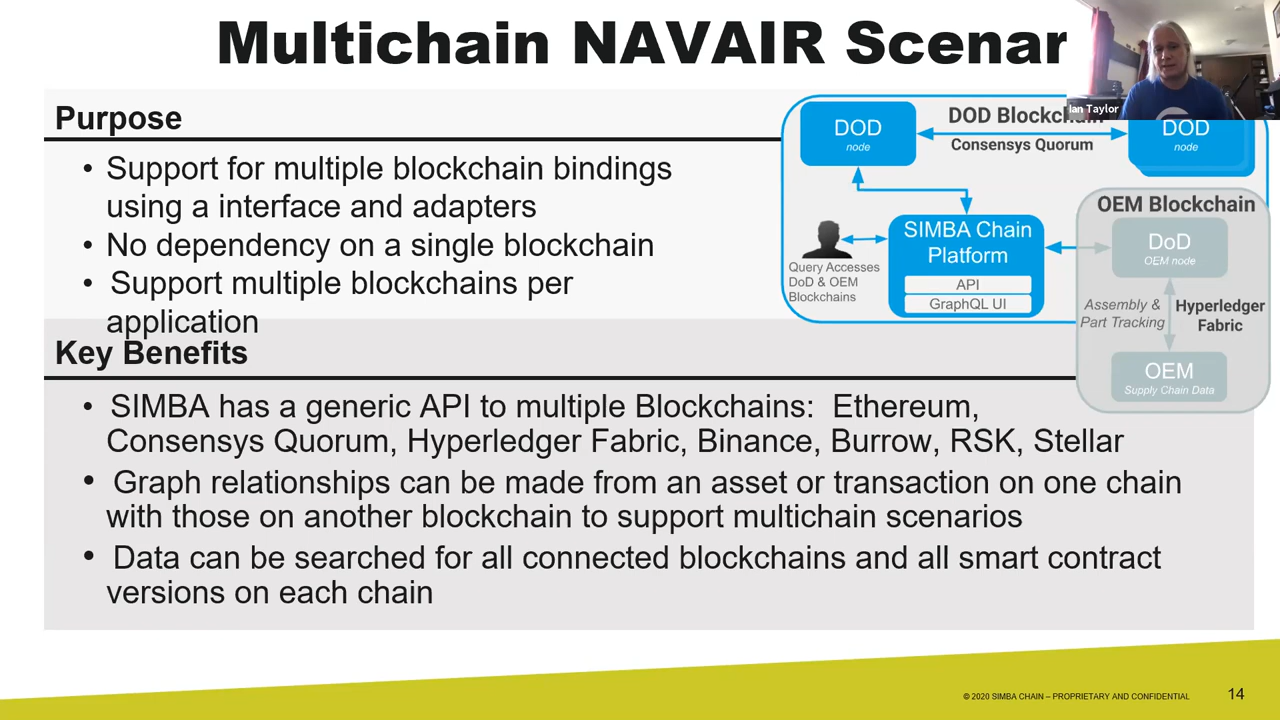 Multichain NAVAIR Scenar
Ian Taylor
Purpose
• Support for multiple blockchain bindings
using a interface and adapters
• No dependency on a single blockchain
• Support multiple blockchains per
application
DOD
node
DOD Blockchain
Consensys Quorum
DOD
node
SIMBA Chain
Platform
API
GraphQL UI
Query Accesses
DoD & OEM
Blockchains
OEM Blockchain
DoD
OEM node
Assembly &
Part Tracking
Hyperledger
Fabric
OEM
Supply Chain Data
Key Benefits
• SIMBA has a generic API to multiple Blockchains: Ethereum,
Consensys Quorum, Hyperledger Fabric, Binance, Burrow, RSK, Stellar
• Graph relationships can be made from an asset or transaction on one chain
with those on another blockchain to support multichain scenarios
• Data can be searched for all connected blockchains and all smart contract
versions on each chain
© 2020 SIMBA CHAIN – PROPRIETARY AND CONFIDENTIAL
14